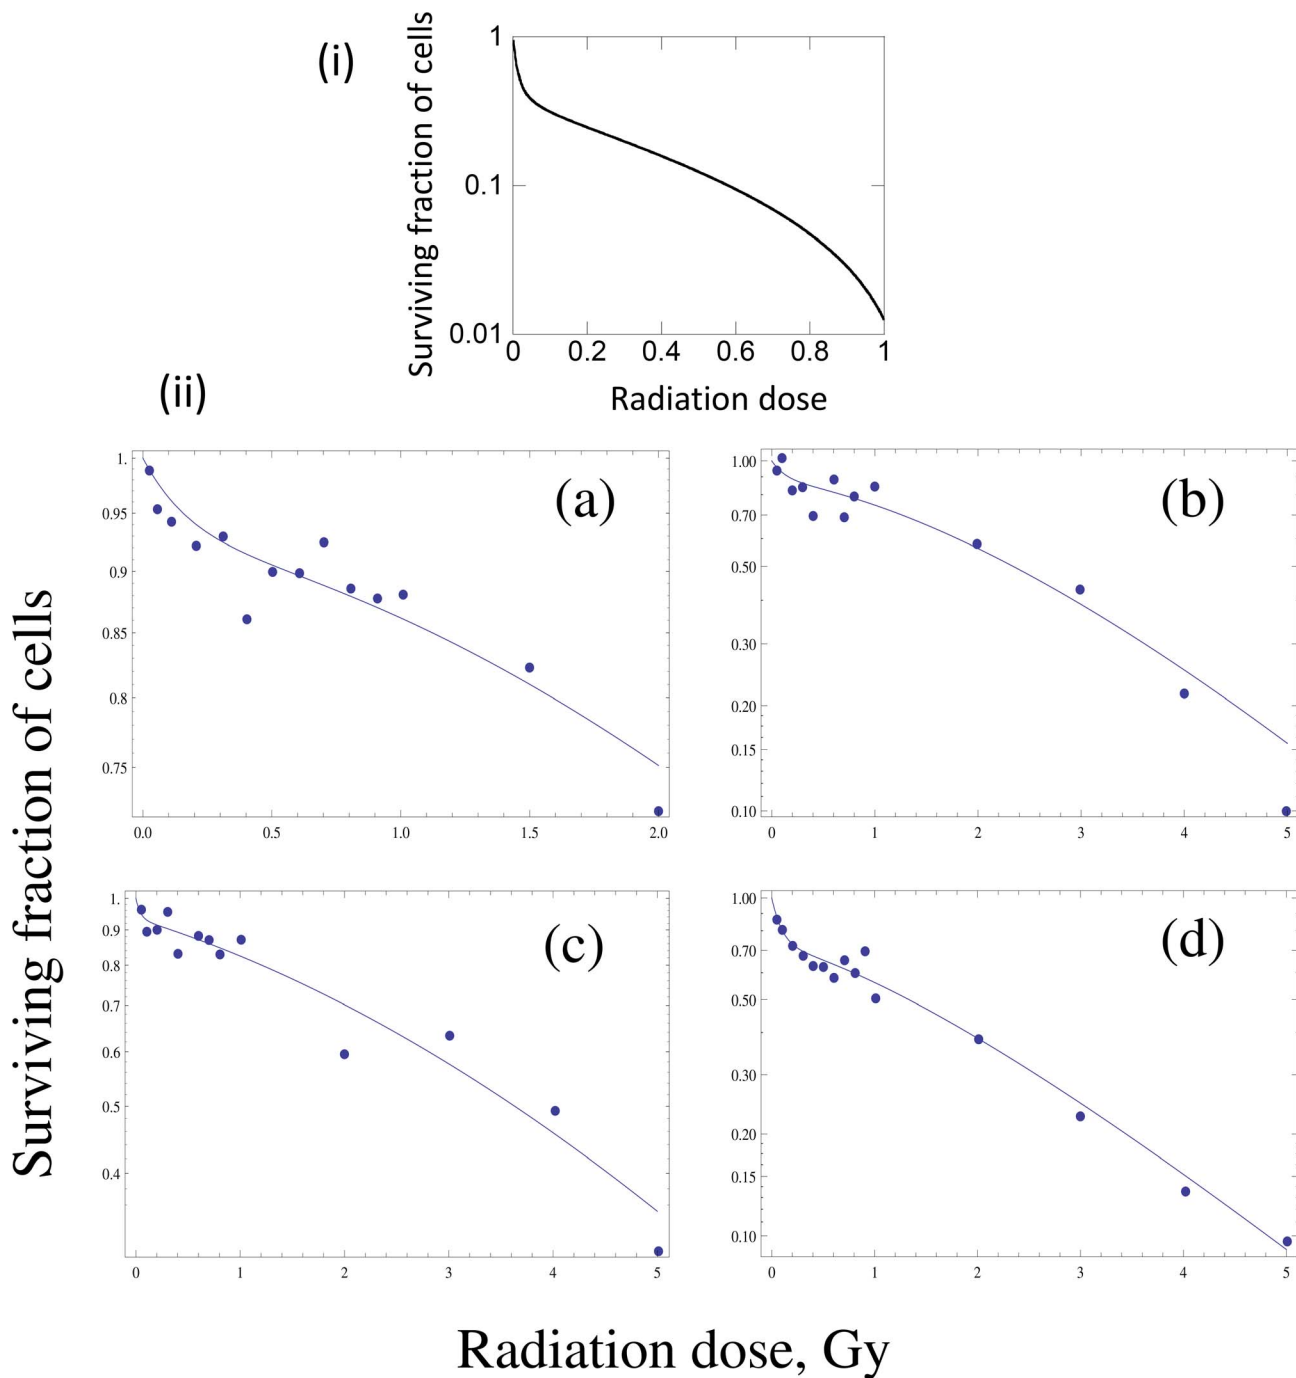 (i)
Surviving fraction of cells
1
0.1
0.01
0 0.2 0.4 0.6 0.8 1
Radiation dose
(ii)
Surviving fraction of cells
(a)
1.
0.95
0.9
0.85
0.8
0.75
0.0 0.5 1.0 1.5 2.0
(b)
1.00
0.70
0.50
0.30
0.20
0.15
0.10
0 1 2 3 4 5
(c)
1.
0.9
0.8
0.7
0.6
0.5
0.4
0 1 2 3 4 5
(d)
1.00
0.70
0.50
0.30
0.20
0.15
0.10
0 1 2 3 4 5
Radiation dose, Gy